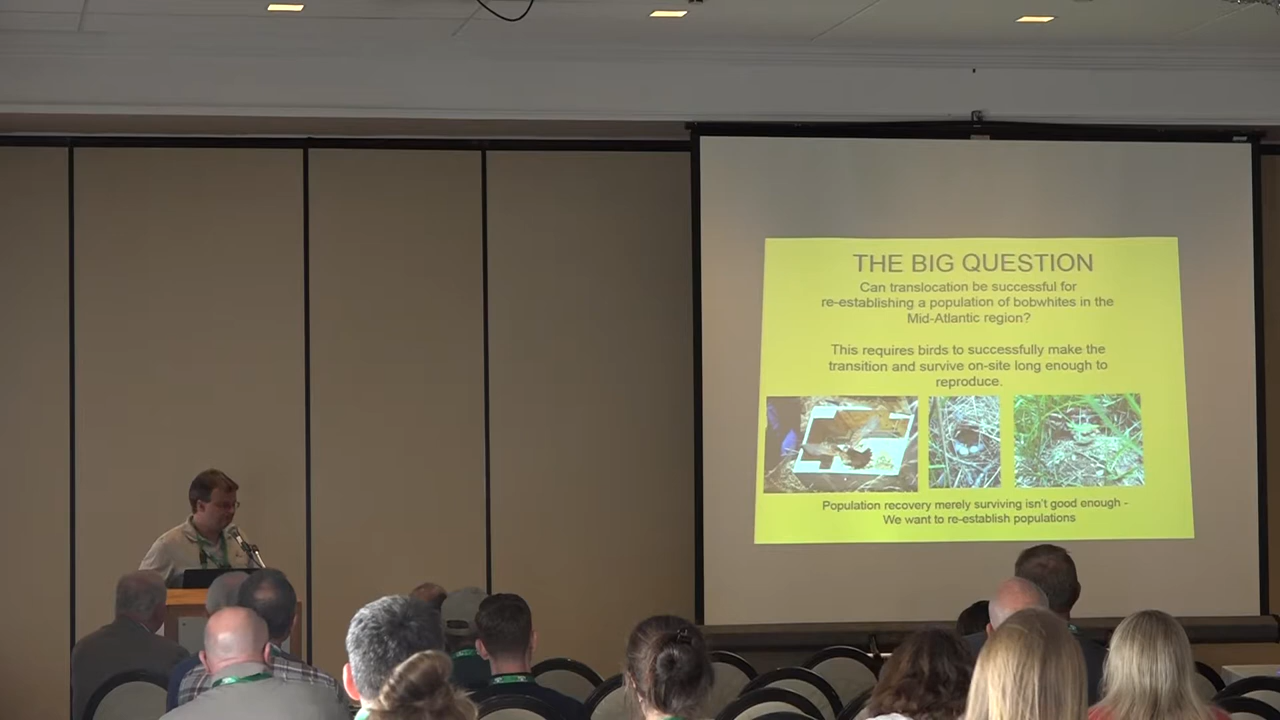 THE BIG QUESTION
Can translocation be successful for
re-establishing a population of bobwhites in the
Mid-Atlantic region?
This requires birds to successfully make the
transition and survive on-site long enough to
reproduce.
Population recovery merely surviving isn't good enough -
We want to re-establish populations